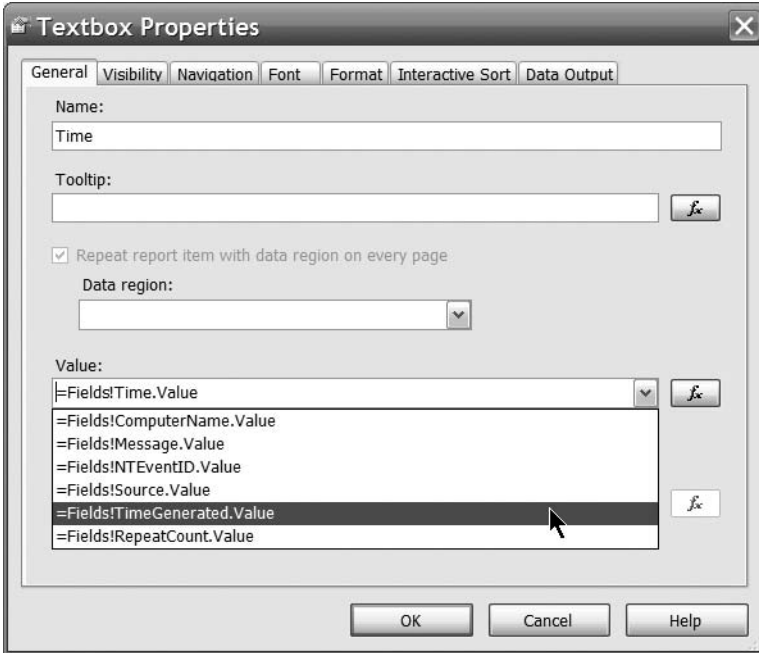 Textbox Properties
General Visibility Navigation Font Format Interactive Sort Data Output
Name:
Time
Tooltip:
fx
Repeat report item with data region on every page
Data region:
Value:
=Fields!Time.Value fx
=Fields!ComputerName.Value
=Fields!Message.Value
=Fields!NTEventID.Value
=Fields!Source.Value
=Fields!TimeGenerated.Value fx
=Fields!RepeatCount.Value
OK Cancel Help